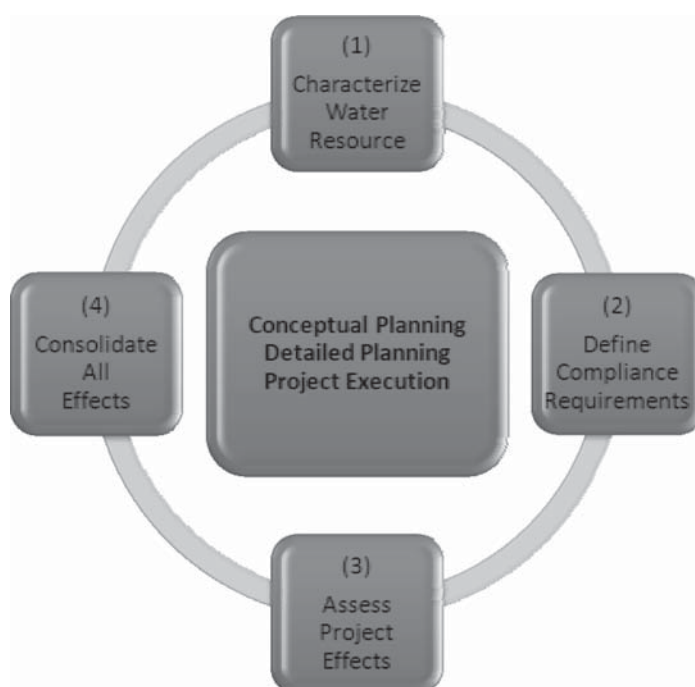 (1)
Characterize
Water
Resource
(2)
Define
Compliance
Requirements
(3)
Assess
Project
Effects
(4)
Consolidate
All
Effects
Conceptual Planning
Detailed Planning
Project Execution